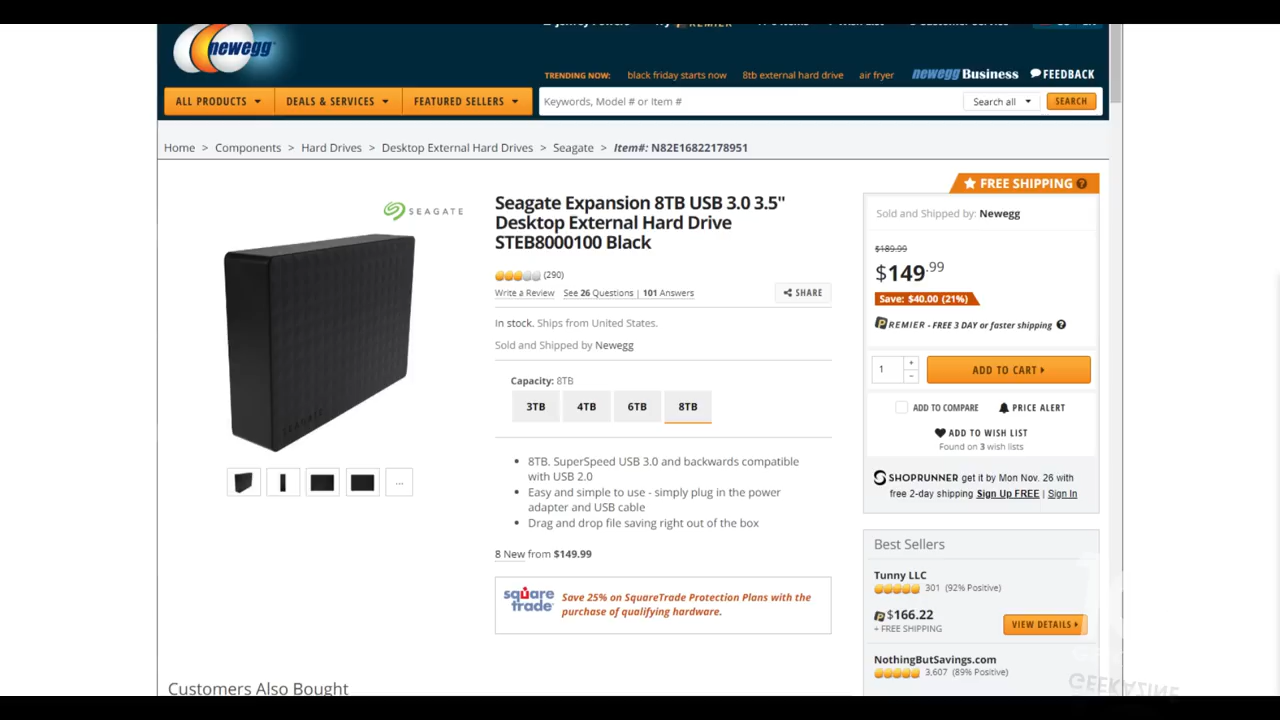 newegg
PREMIER
TRENDING NOW: black friday starts now 8tb external hard drive air fryer newegg Business FEEDBACK
ALL PRODUCTS DEALS & SERVICES FEATURED SELLERS Keywords, Model # or Item # Search all SEARCH
Home > Components > Hard Drives > Desktop External Hard Drives > Seagate > Item#: N82E16822178951
FREE SHIPPING ?
SEAGATE
Seagate Expansion 8TB USB 3.0 3.5"
Desktop External Hard Drive
STEB8000100 Black
(290)
Write a Review See 26 Questions | 101 Answers SHARE
In stock. Ships from United States.
Sold and Shipped by Newegg
Capacity: 8TB
3TB 4TB 6TB 8TB
• 8TB. SuperSpeed USB 3.0 and backwards compatible
with USB 2.0
• Easy and simple to use - simply plug in the power
adapter and USB cable
• Drag and drop file saving right out of the box
8 New from $149.99
square
trade
Save 25% on SquareTrade Protection Plans with the
purchase of qualifying hardware.
Customers Also Bought
Sold and Shipped by: Newegg
$189.99
$149.99
Save: $40.00 (21%)
PREMIER - FREE 3 DAY or faster shipping ?
1 + - ADD TO CART
ADD TO COMPARE PRICE ALERT
ADD TO WISH LIST
Found on 3 wish lists
SHOPRUNNER get it by Mon Nov. 26 with
free 2-day shipping Sign Up FREE | Sign In
Best Sellers
Tunny LLC
301 (92% Positive)
$166.22
+ FREE SHIPPING VIEW DETAILS
NothingButSavings.com
3,607 (89% Positive)
GEEKAZINE